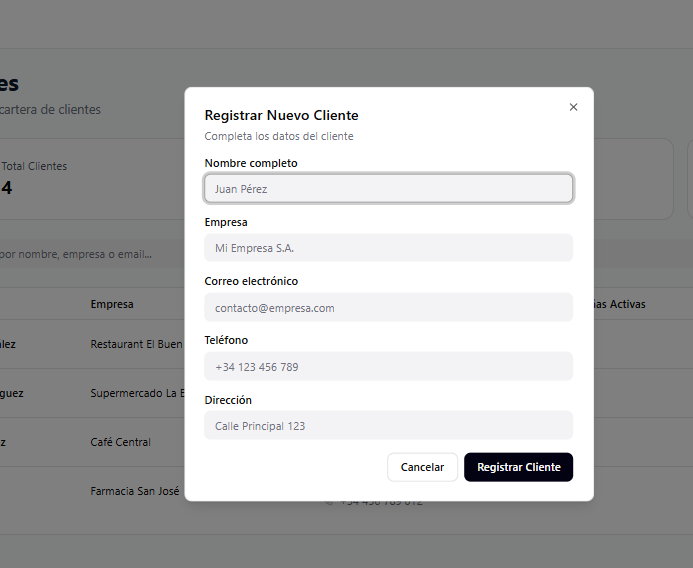 es
cartera de clientes
Total Clientes
4
por nombre, empresa o email...
Empresa
as Activas
lez
Restaurant El Buen
guez
Supermercado La E
z
Café Central
Farmacia San José
+34 456 789 012
Registrar Nuevo Cliente
Completa los datos del cliente
Nombre completo
Juan Pérez
Empresa
Mi Empresa S.A.
Correo electrónico
contacto@empresa.com
Teléfono
+34 123 456 789
Dirección
Calle Principal 123
Cancelar
Registrar Cliente